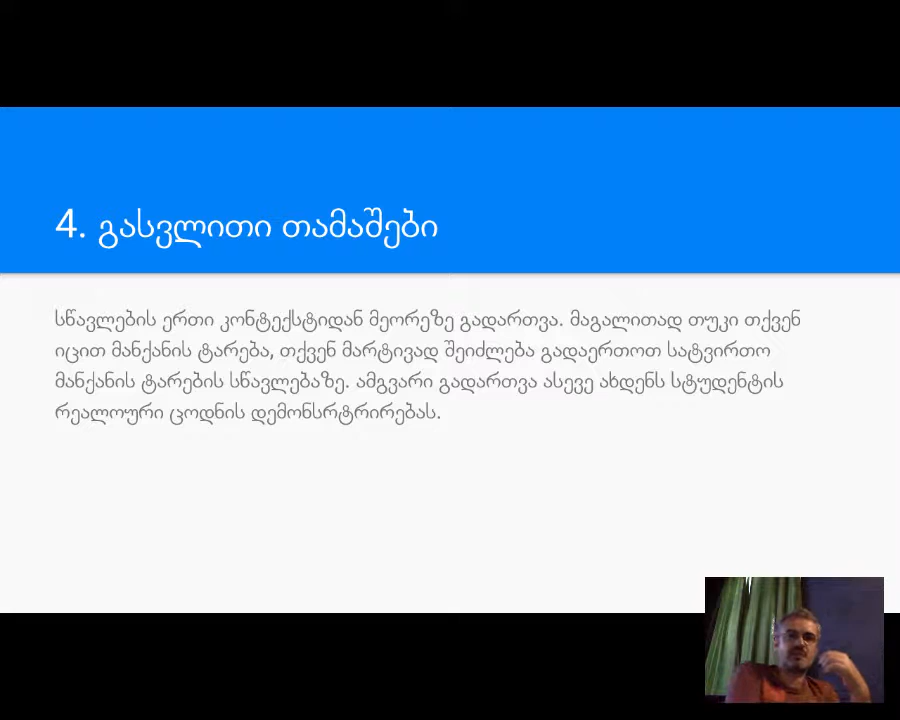 4. გასვლითი თამაშები
სწავლების ერთი კონტექსტიდან მეორეზე გადართვა. მაგალითად თუკი თქვენ
იცით მანქანის ტარება, თქვენ მარტივად შეიძლება გადაერთოთ სატვირთო
მანქანის ტარების სწავლებაზე. ამგვარი გადართვა ასევე ახდენს სტუდენტის
რეალოური ცოდნის დემონსრტრირებას.